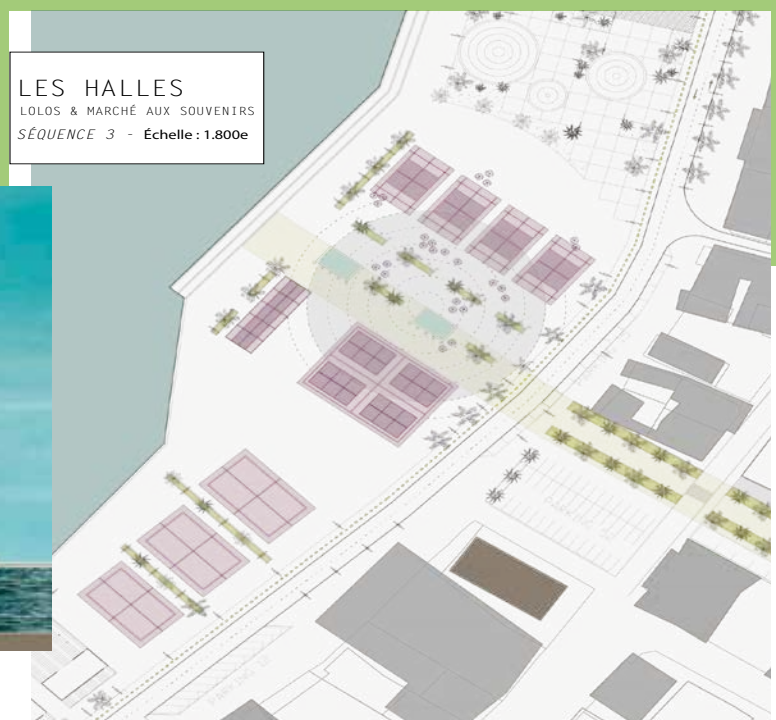 LES HALLES
LOLOS & MARCHÉ AUX SOUVENIRS
SÉQUENCE 3 - Échelle : 1.800e